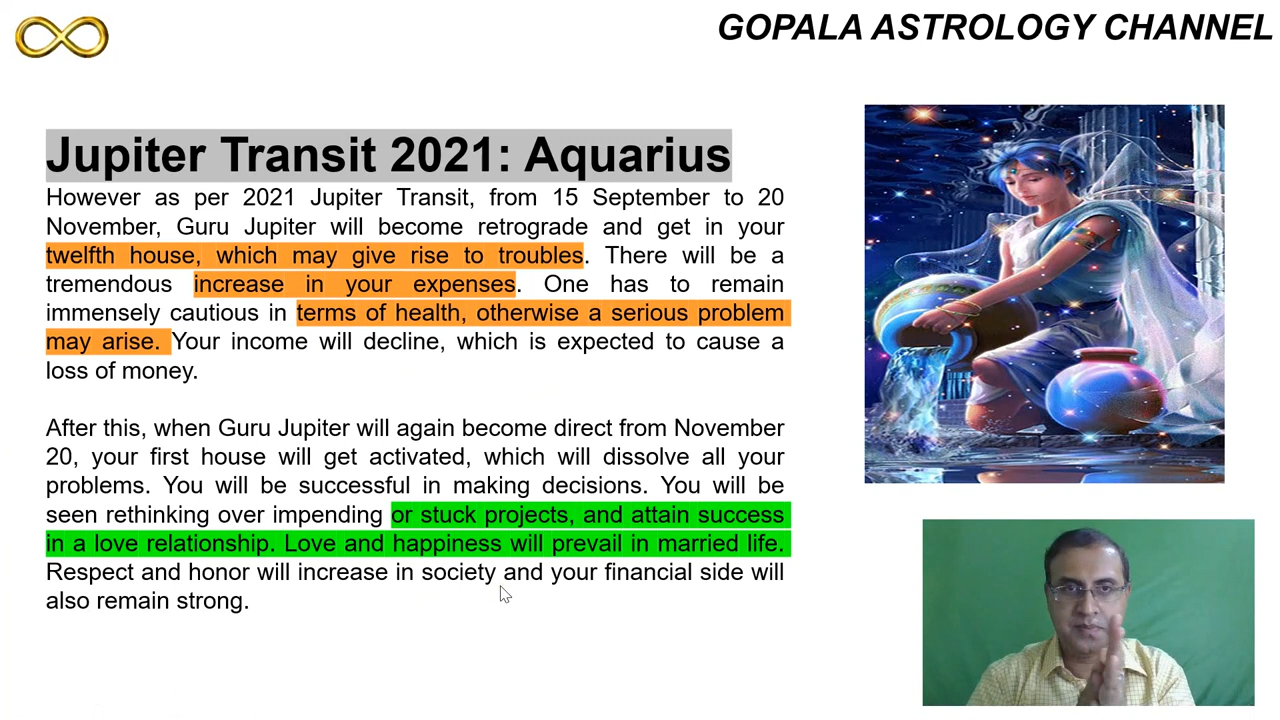 GOPALA ASTROLOGY CHANNEL
Jupiter Transit 2021: Aquarius
However as per 2021 Jupiter Transit, from 15 September to 20
November, Guru Jupiter will become retrograde and get in your
twelfth house, which may give rise to troubles. There will be a
tremendous increase in your expenses. One has to remain
immensely cautious in terms of health, otherwise a serious problem
may arise. Your income will decline, which is expected to cause a
loss of money.
After this, when Guru Jupiter will again become direct from November
20, your first house will get activated, which will dissolve all your
problems. You will be successful in making decisions. You will be
seen rethinking over impending or stuck projects, and attain success
in a love relationship. Love and happiness will prevail in married life.
Respect and honor will increase in society and your financial side will
also remain strong.